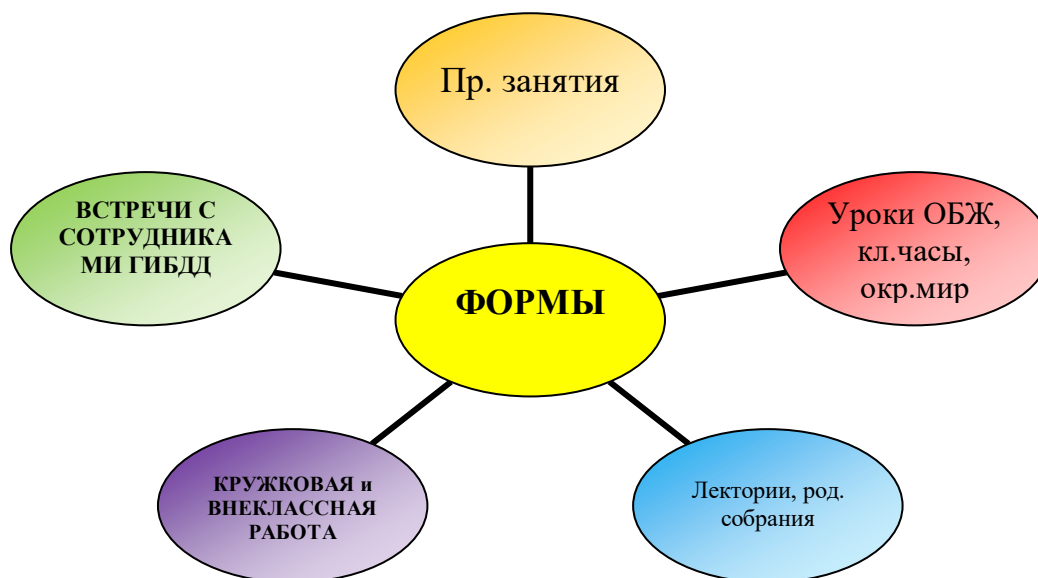 Пр. занятия
ВСТРЕЧИ С
СОТРУДНИКА
МИ ГИБДД
Уроки ОБЖ,
кл.часы,
окр.мир
ФОРМЫ
КРУЖКОВАЯ и
ВНЕКЛАССНАЯ
РАБОТА
Лектории, род.
собрания